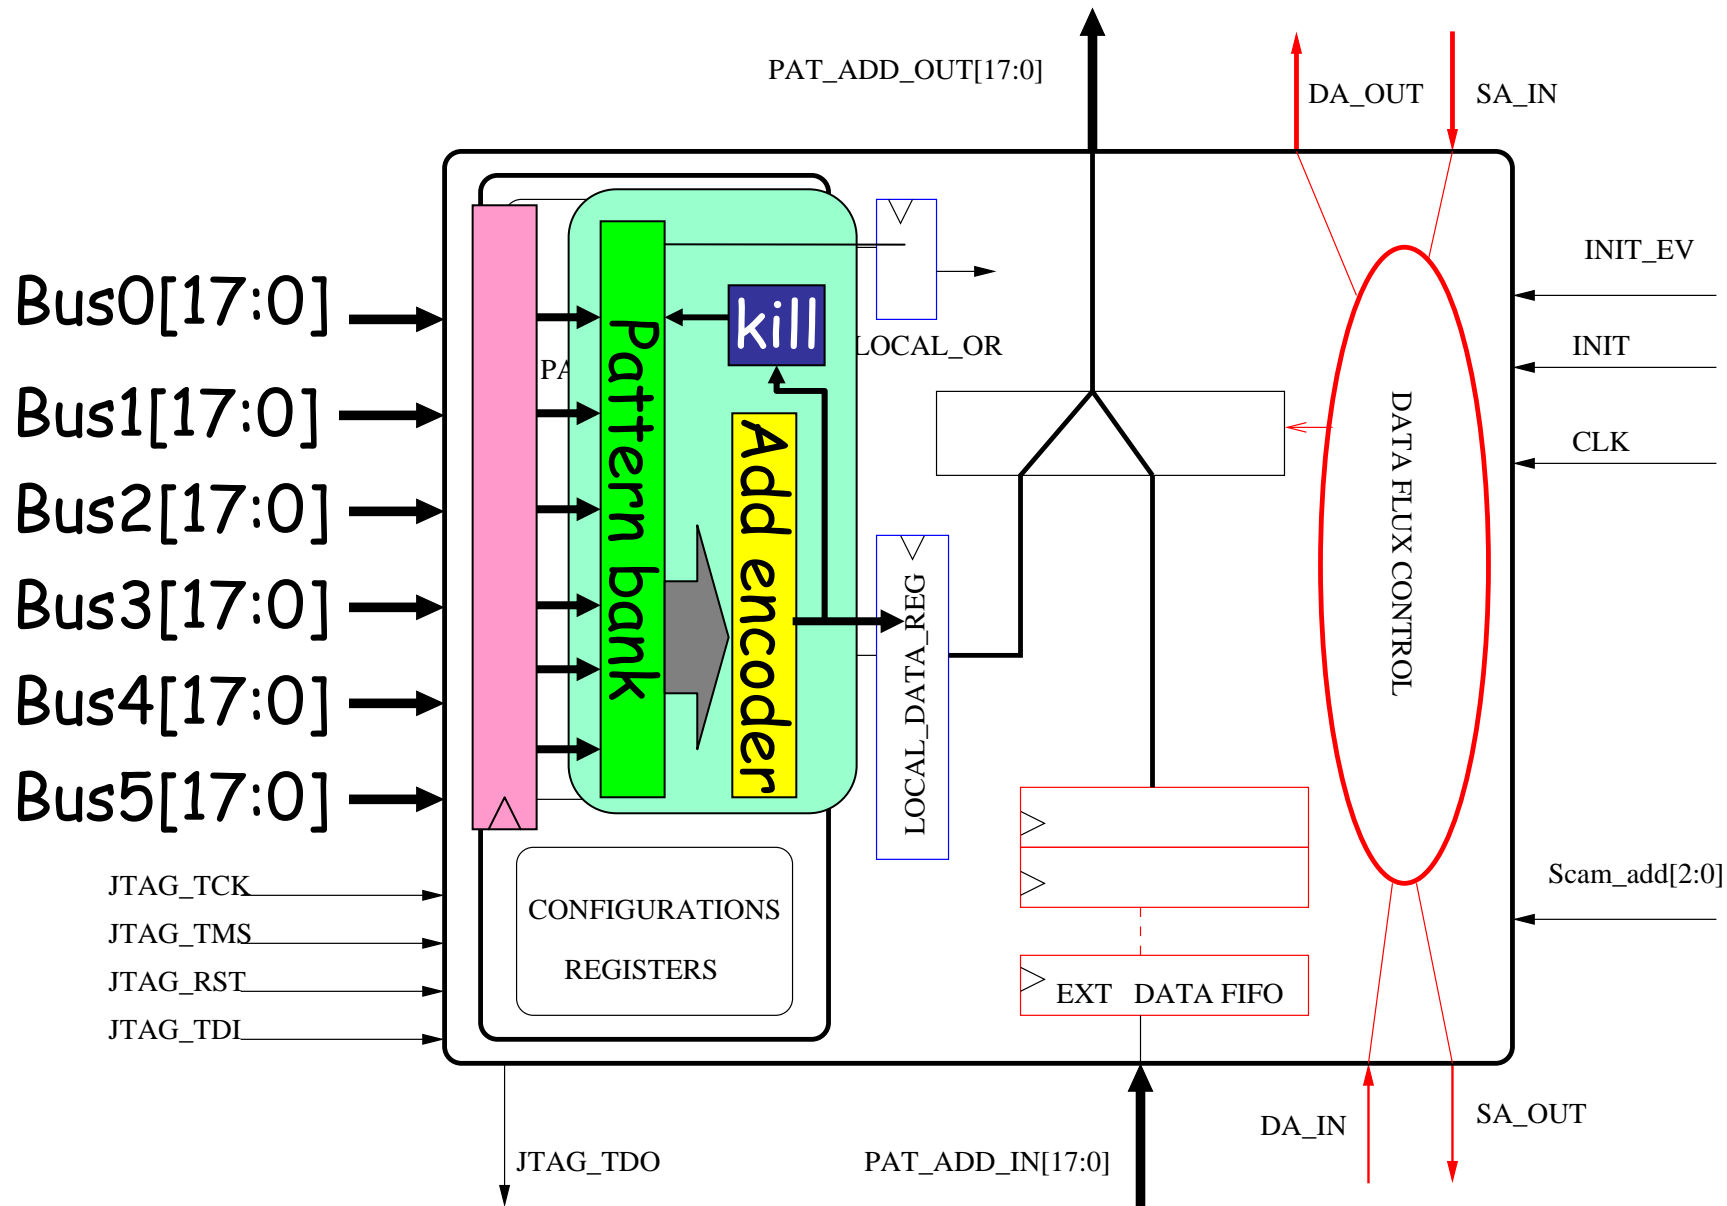 PAT_ADD_OUT[17:0]
DA_OUT
SA_IN
INIT_EV
Bus0[17:0]
kill
LOCAL_OR
INIT
PA
Bus1[17:0]
Pattern bank
Add encoder
DATA FLUX CONTROL
CLK
Bus2[17:0]
Bus3[17:0]
LOCAL_DATA_REG
Bus4[17:0]
Bus5[17:0]
JTAG_TCK
JTAG_TMS
JTAG_RST
JTAG_TDI
CONFIGURATIONS
REGISTERS
Scam_add[2:0]
EXT DATA FIFO
JTAG_TDO
PAT_ADD_IN[17:0]
DA_IN
SA_OUT